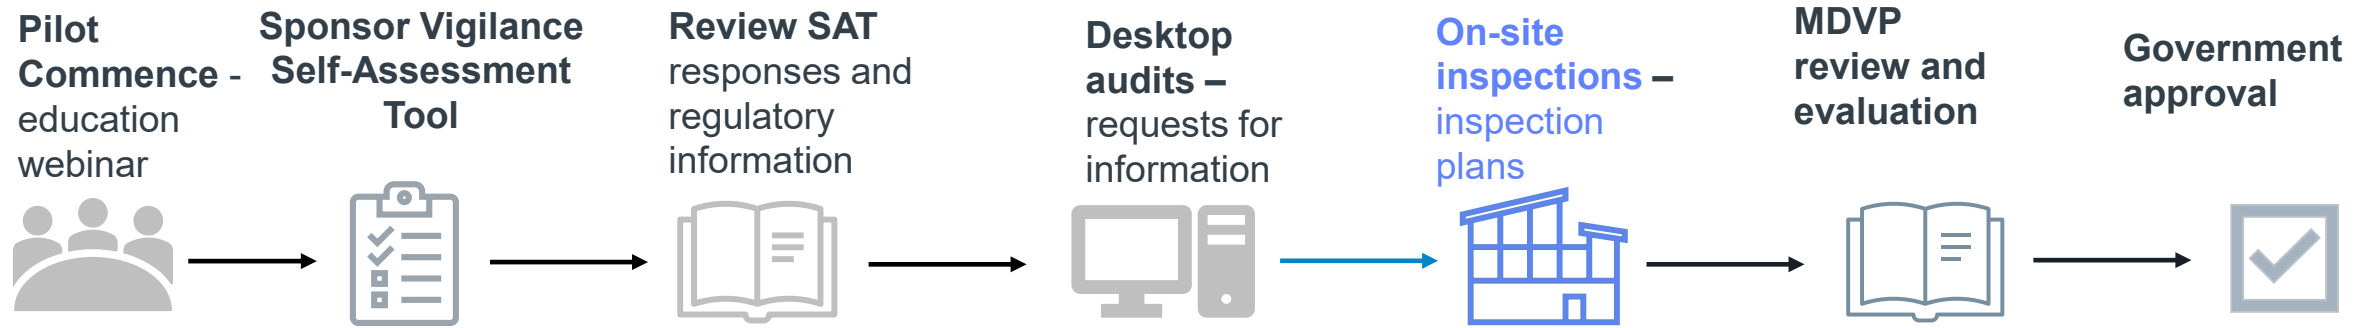 Pilot
Commence -
education
webinar
Sponsor Vigilance
Self-Assessment
Tool
Review SAT
responses and
regulatory
information
Desktop
audits –
requests for
information
On-site
inspections –
inspection
plans
MDVP
review and
evaluation
Government
approval